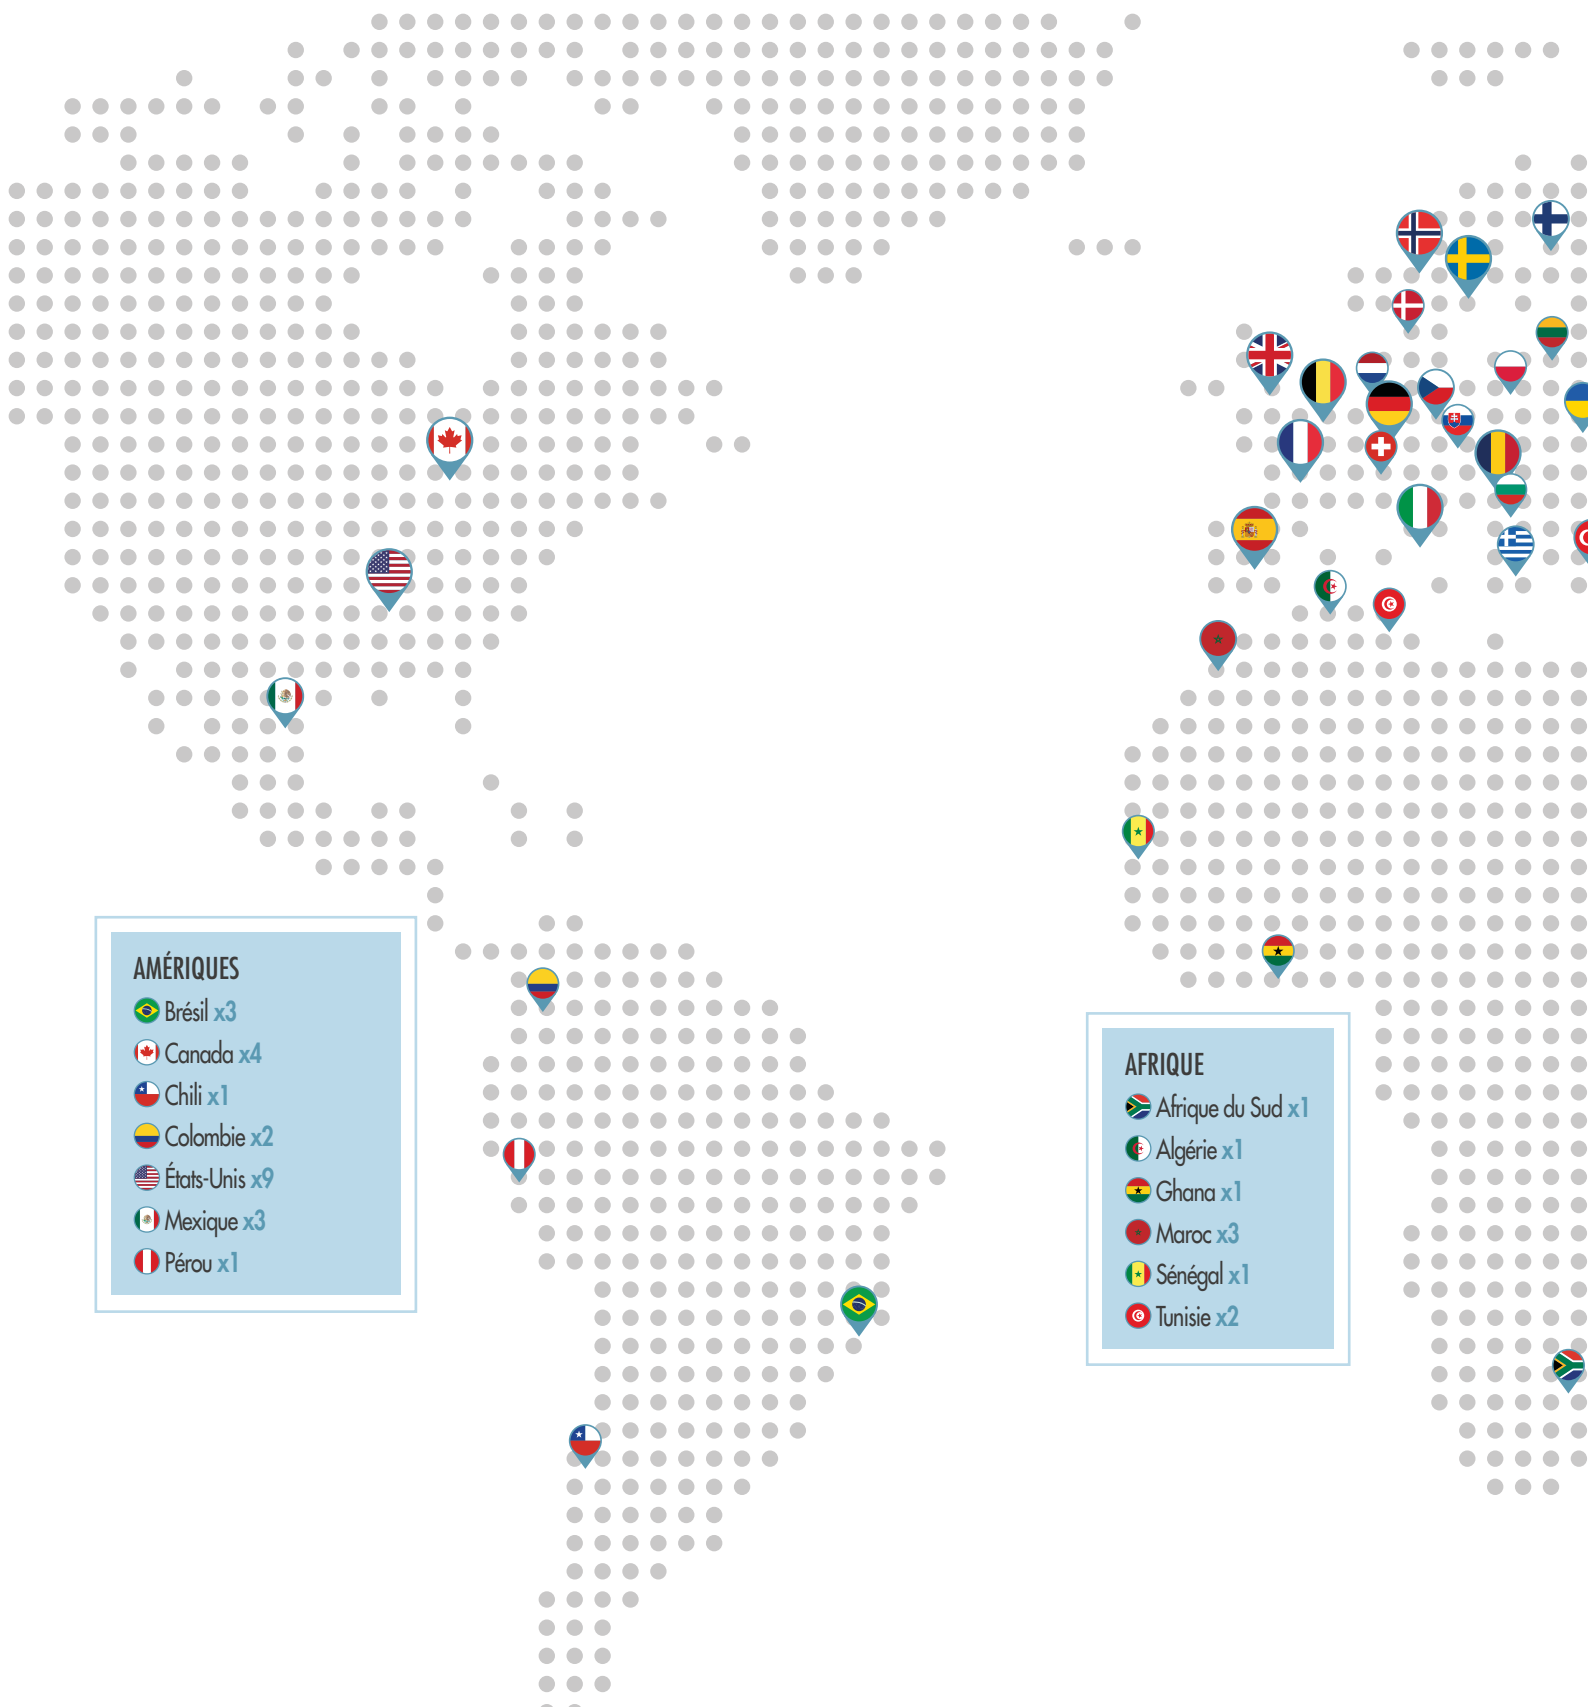 AMÉRIQUES
Brésil x3
Canada x4
Chili x1
Colombie x2
États-Unis x9
Mexique x3
Pérou x1
AFRIQUE
Afrique du Sud x1
Algérie x1
Ghana x1
Maroc x3
Sénégal x1
Tunisie x2